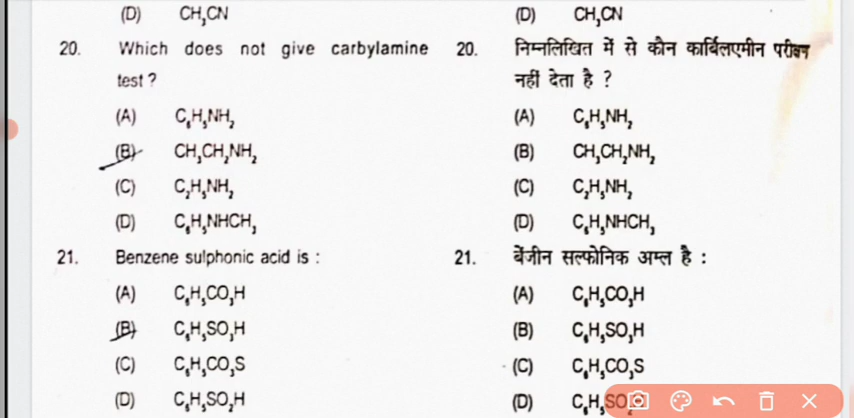 (D) CH₃CN
20. Which does not give carbylamine
test ?
(A) C₆H₅NH₂
(B) CH₃CH₂NH₂
(C) C₂H₅NH₂
(D) C₆H₅NHCH₃
21. Benzene sulphonic acid is :
(A) C₆H₅CO₃H
(B) C₆H₅SO₃H
(C) C₆H₅CO₃S
(D) C₆H₅SO₂H
(D) CH₃CN
20. निम्नलिखित में से कौन कार्बिलएमीन परीक्षण
नहीं देता है ?
(A) C₆H₅NH₂
(B) CH₃CH₂NH₂
(C) C₂H₅NH₂
(D) C₆H₅NHCH₃
21. बेंजीन सल्फोनिक अम्ल है :
(A) C₆H₅CO₃H
(B) C₆H₅SO₃H
(C) C₆H₅CO₃S
(D)